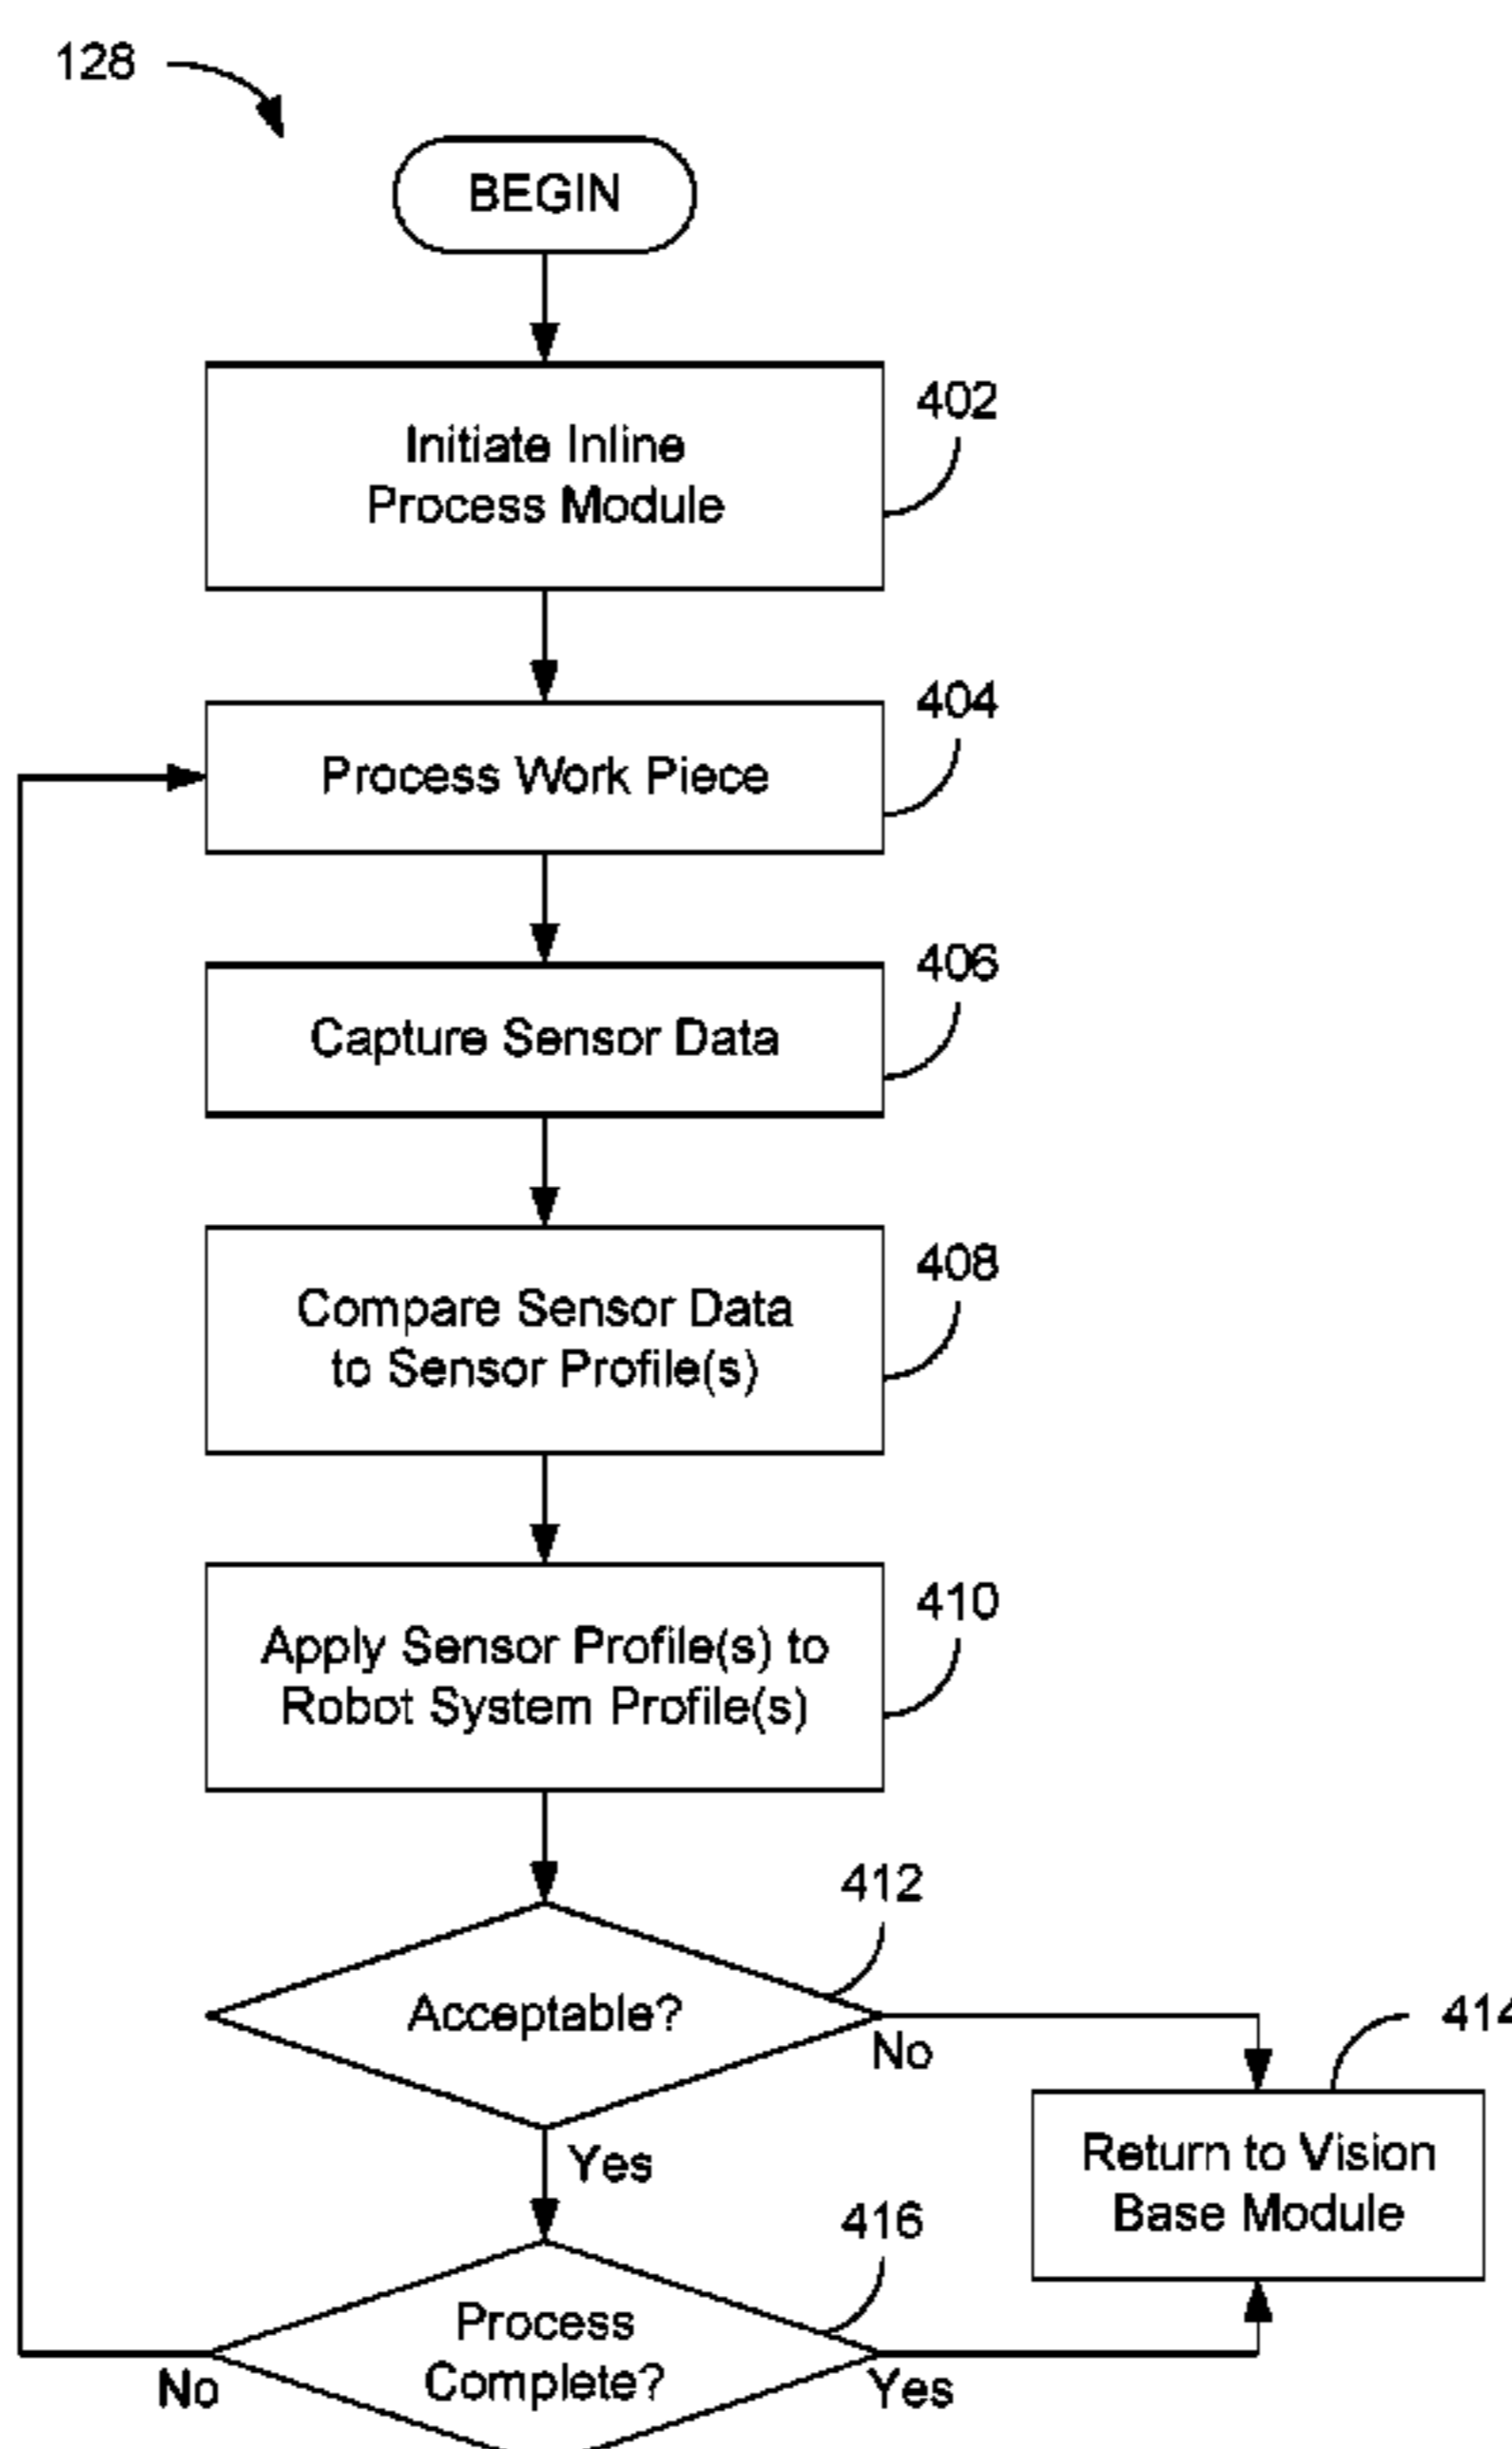 128
BEGIN
402
Initiate Inline
Process Module
404
Process Work Piece
406
Capture Sensor Data
408
Compare Sensor Data
to Sensor Profile(s)
410
Apply Sensor Profile(s) to
Robot System Profile(s)
412
Acceptable?
No
414
Return to Vision
Base Module
Yes
416
Process
Complete?
No
Yes